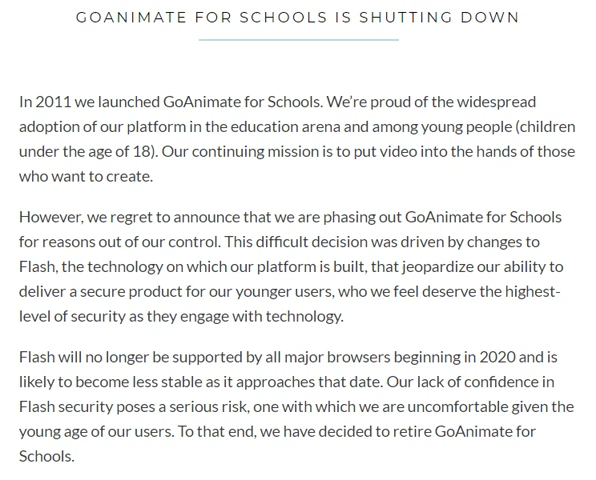 GOANIMATE FOR SCHOOLS IS SHUTTING DOWN
In 2011 we launched GoAnimate for Schools. We're proud of the widespread
adoption of our platform in the education arena and among young people (children
under the age of 18). Our continuing mission is to put video into the hands of those
who want to create.
However, we regret to announce that we are phasing out GoAnimate for Schools
for reasons out of our control. This difficult decision was driven by changes to
Flash, the technology on which our platform is built, that jeopardize our ability to
deliver a secure product for our younger users, who we feel deserve the highest-
level of security as they engage with technology.
Flash will no longer be supported by all major browsers beginning in 2020 and is
likely to become less stable as it approaches that date. Our lack of confidence in
Flash security poses a serious risk, one with which we are uncomfortable given the
young age of our users. To that end, we have decided to retire GoAnimate for
Schools.